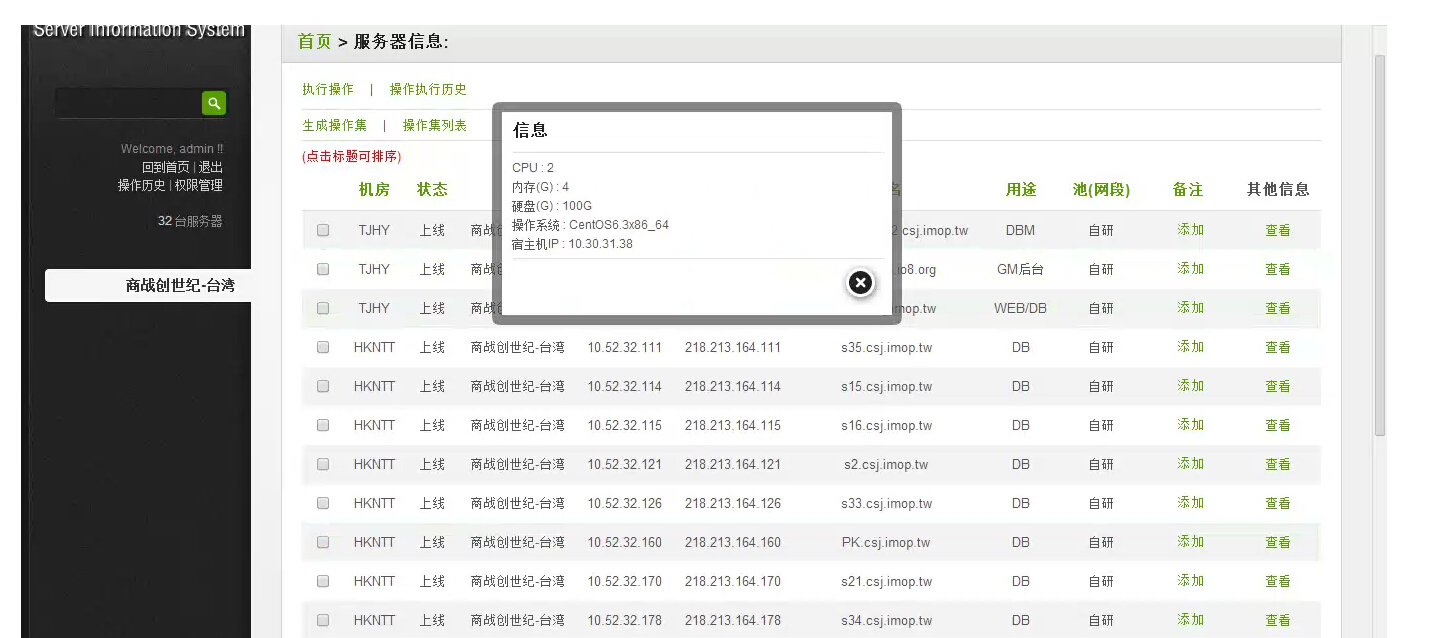 Server Information System
Welcome, admin !!
回到首页 | 退出
操作历史 | 权限管理
32 台服务器
商战创世纪-台湾
首页 > 服务器信息:
执行操作 | 操作执行历史
生成操作集 | 操作集列表
(点击标题可排序)
信息
CPU : 2
内存(G) : 4
硬盘(G) : 100G
操作系统 : CentOS6.3x86_64
宿主机IP : 10.30.31.38
机房 状态 名 用途 池(网段) 备注 其他信息
TJHY 上线 商战 2.csj.imop.tw DBM 自研 添加 查看
TJHY 上线 商战 .io8.org GM后台 自研 添加 查看
TJHY 上线 商战 imop.tw WEB/DB 自研 添加 查看
HKNTT 上线 商战创世纪-台湾 10.52.32.111 218.213.164.111 s35.csj.imop.tw DB 自研 添加 查看
HKNTT 上线 商战创世纪-台湾 10.52.32.114 218.213.164.114 s15.csj.imop.tw DB 自研 添加 查看
HKNTT 上线 商战创世纪-台湾 10.52.32.115 218.213.164.115 s16.csj.imop.tw DB 自研 添加 查看
HKNTT 上线 商战创世纪-台湾 10.52.32.121 218.213.164.121 s2.csj.imop.tw DB 自研 添加 查看
HKNTT 上线 商战创世纪-台湾 10.52.32.126 218.213.164.126 s33.csj.imop.tw DB 自研 添加 查看
HKNTT 上线 商战创世纪-台湾 10.52.32.160 218.213.164.160 PK.csj.imop.tw DB 自研 添加 查看
HKNTT 上线 商战创世纪-台湾 10.52.32.170 218.213.164.170 s21.csj.imop.tw DB 自研 添加 查看
HKNTT 上线 商战创世纪-台湾 10.52.32.178 218.213.164.178 s34.csj.imop.tw DB 自研 添加 查看